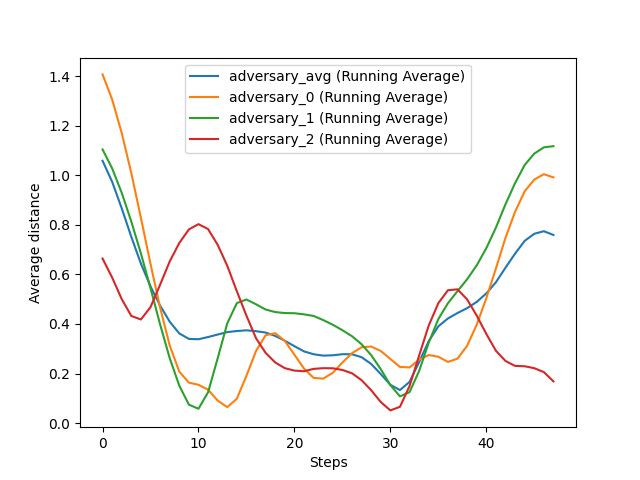 adversary_avg (Running Average)
adversary_0 (Running Average)
adversary_1 (Running Average)
adversary_2 (Running Average)
1.4
1.2
1.0
0.8
0.6
0.4
0.2
0.0
Average distance
0 10 20 30 40
Steps